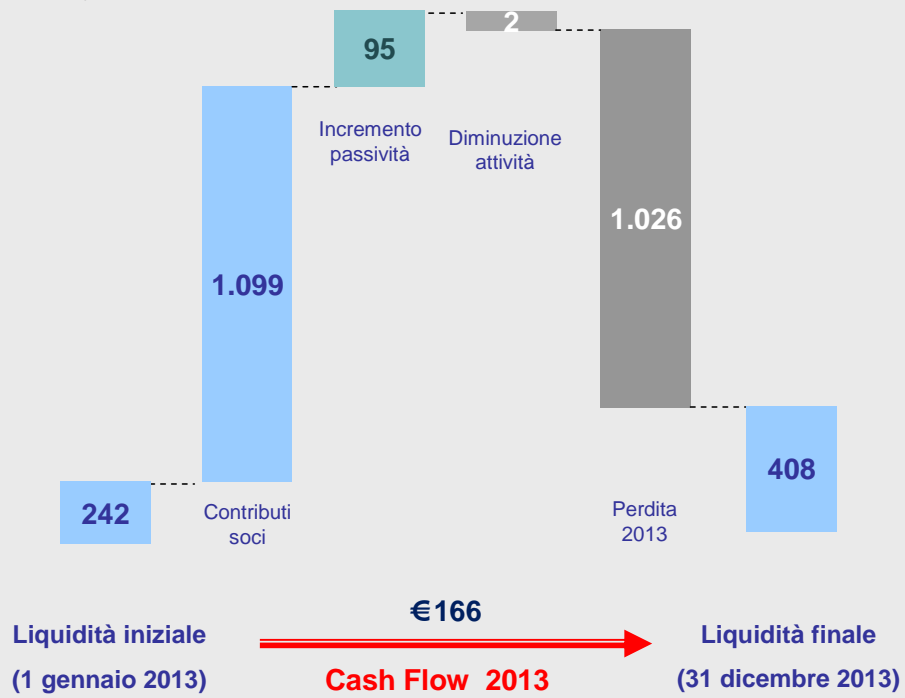 2
95
Incremento
passività
Diminuzione
attività
1.026
1.099
408
242
Contributi
soci
Perdita
2013
€166
Liquidità iniziale
(1 gennaio 2013)
Cash Flow 2013
Liquidità finale
(31 dicembre 2013)